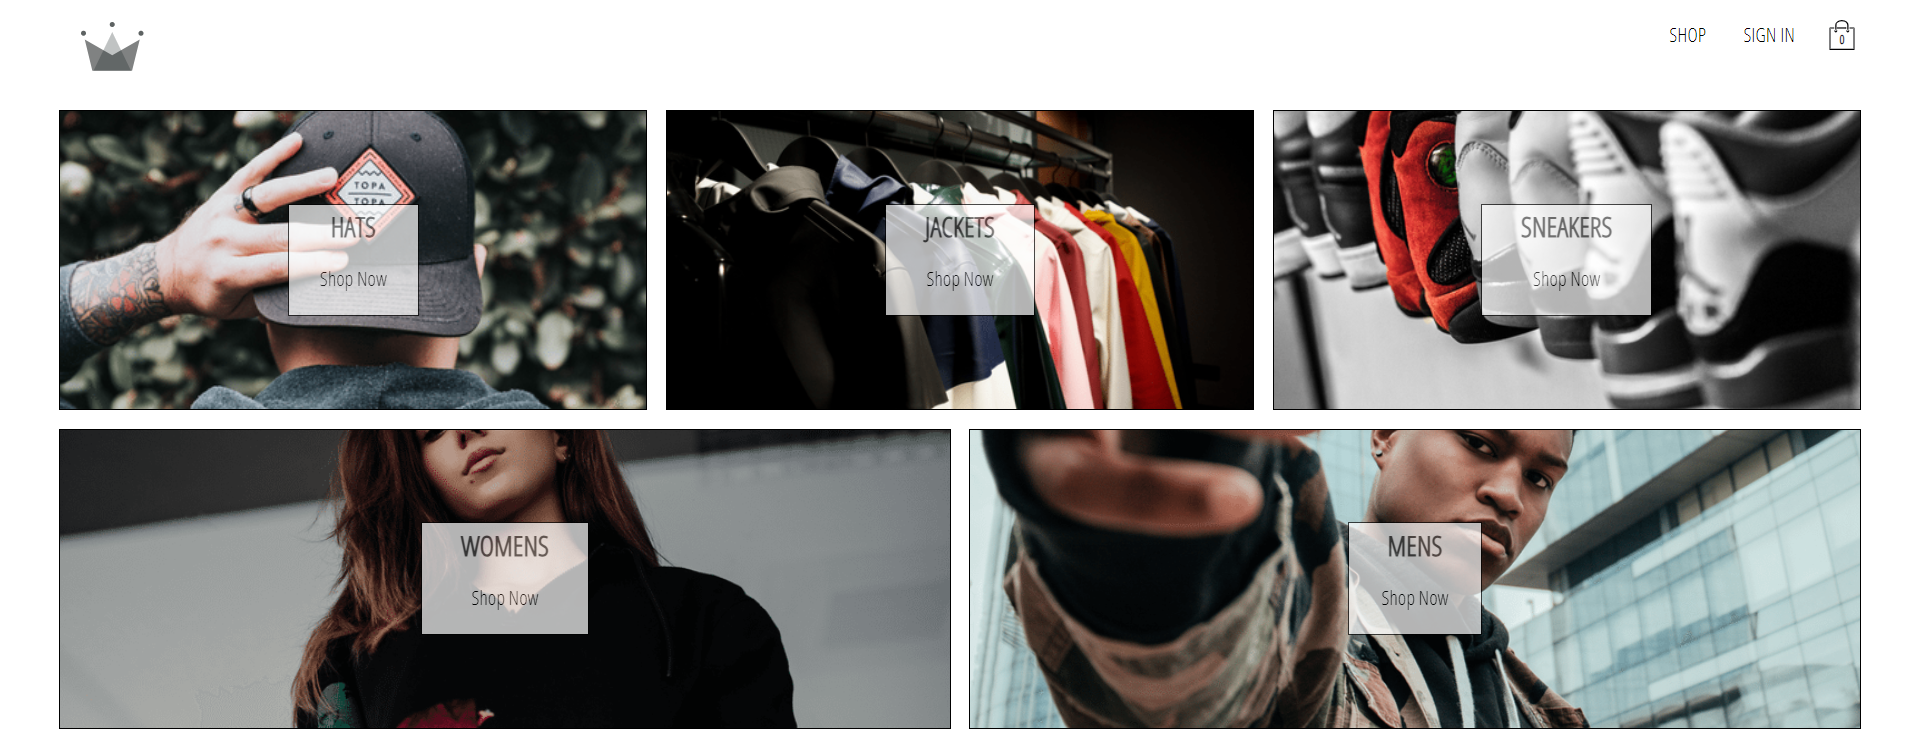 SHOP
SIGN IN
0
TOPA
TOPA
HATS
Shop Now
JACKETS
Shop Now
SNEAKERS
Shop Now
WOMENS
Shop Now
MENS
Shop Now